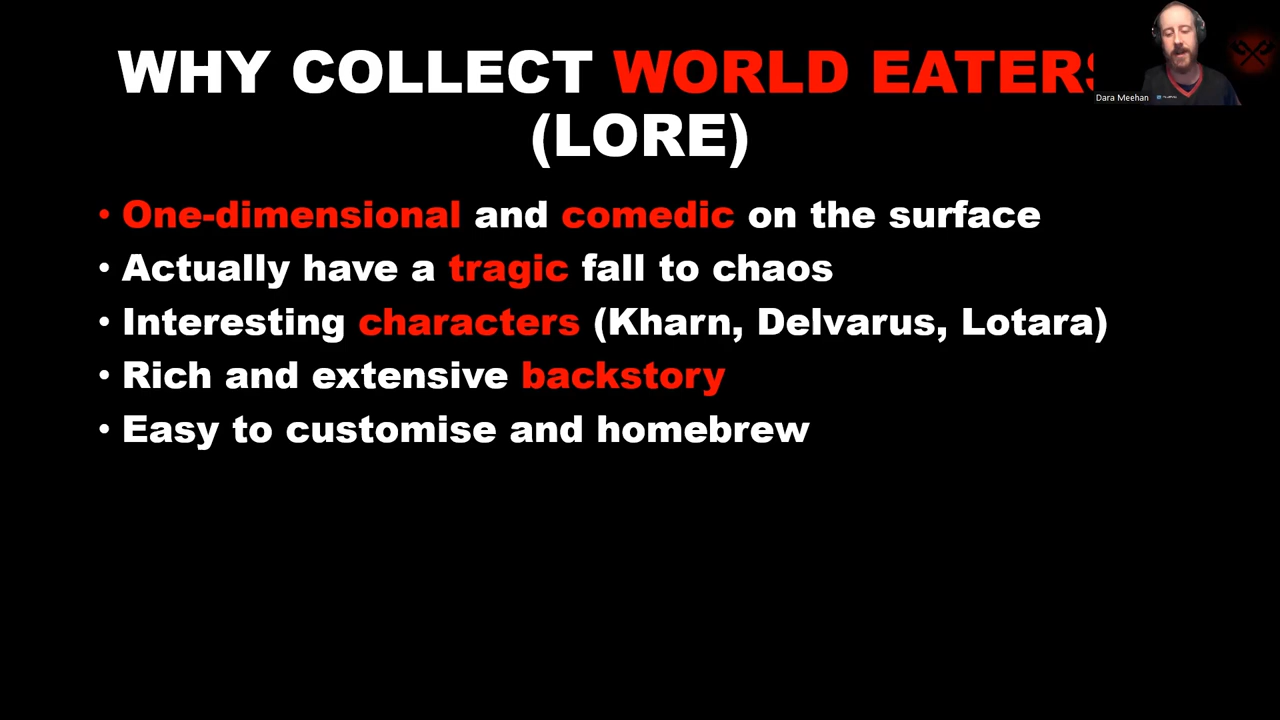 WHY COLLECT WORLD EATERS
(LORE)
Dara Meehan
• One-dimensional and comedic on the surface
• Actually have a tragic fall to chaos
• Interesting characters (Kharn, Delvarus, Lotara)
• Rich and extensive backstory
• Easy to customise and homebrew